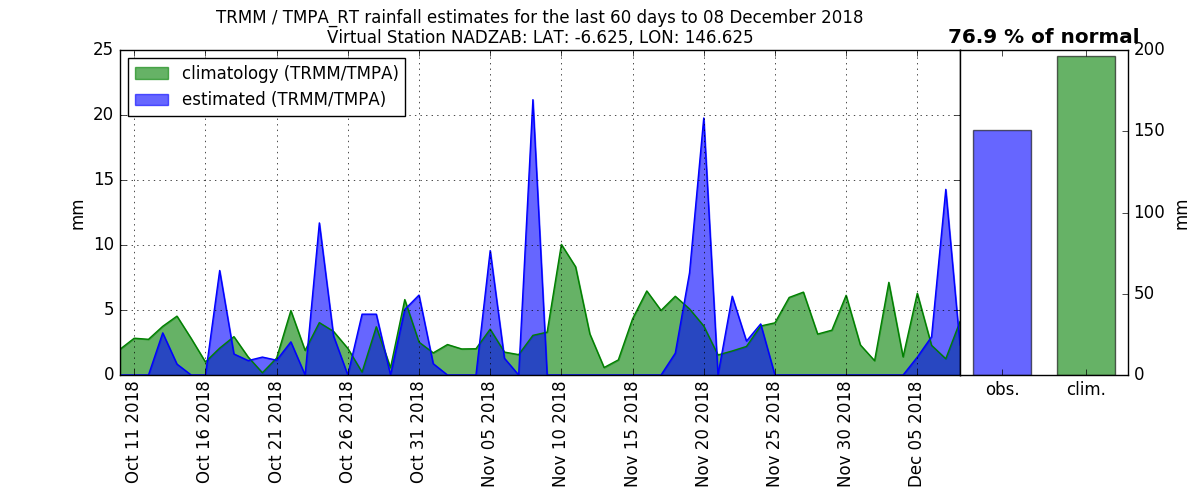 TRMM / TMPA_RT rainfall estimates for the last 60 days to 08 December 2018
Virtual Station NADZAB: LAT: -6.625, LON: 146.625
76.9 % of normal
climatology (TRMM/TMPA)
estimated (TRMM/TMPA)
25
20
15
10
5
0
mm
Oct 11 2018
Oct 16 2018
Oct 21 2018
Oct 26 2018
Oct 31 2018
Nov 05 2018
Nov 10 2018
Nov 15 2018
Nov 20 2018
Nov 25 2018
Nov 30 2018
Dec 05 2018
obs.
clim.
200
150
100
50
0
mm